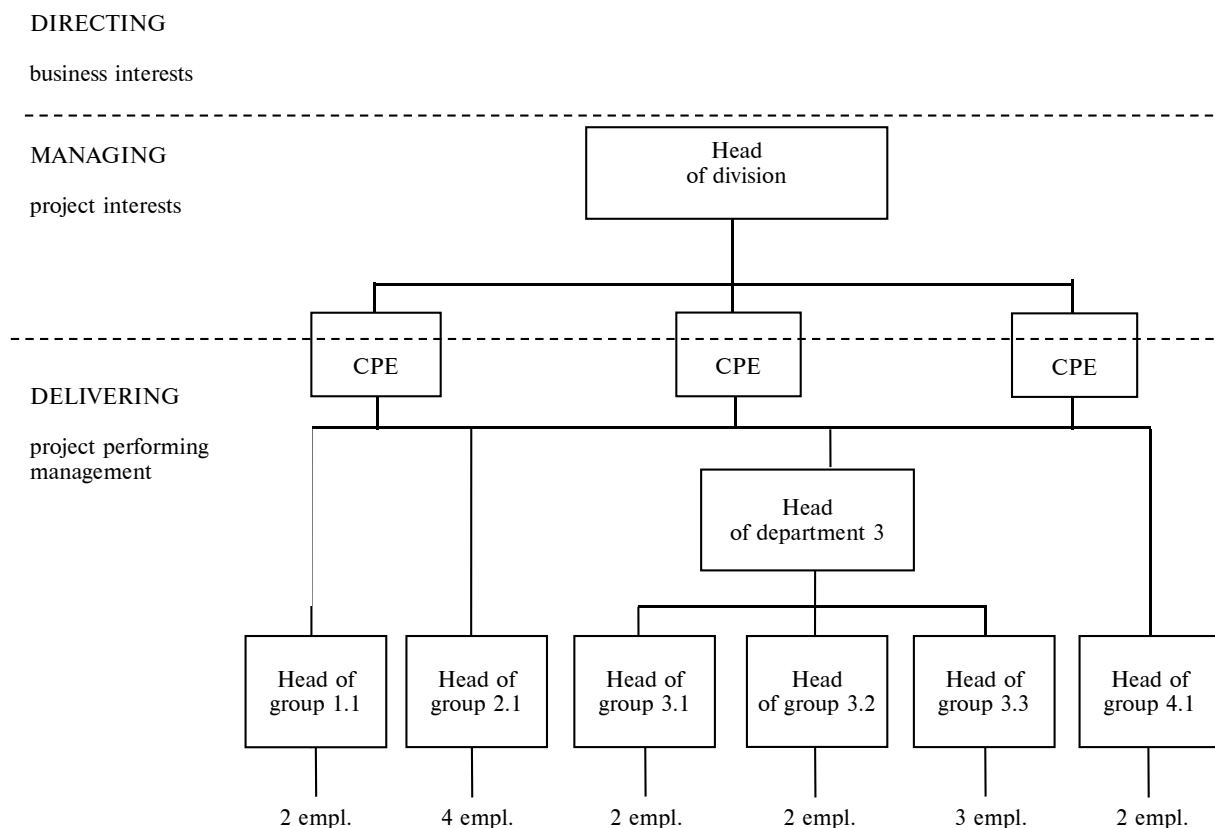 DIRECTING
business interests
MANAGING
project interests
Head
of division
CPE
CPE
CPE
DELIVERING
project performing
management
Head
of department 3
Head of
group 1.1
Head of
group 2.1
Head of
group 3.1
Head
of group 3.2
Head of
group 3.3
Head of
group 4.1
2 empl.
4 empl.
2 empl.
2 empl.
3 empl.
2 empl.